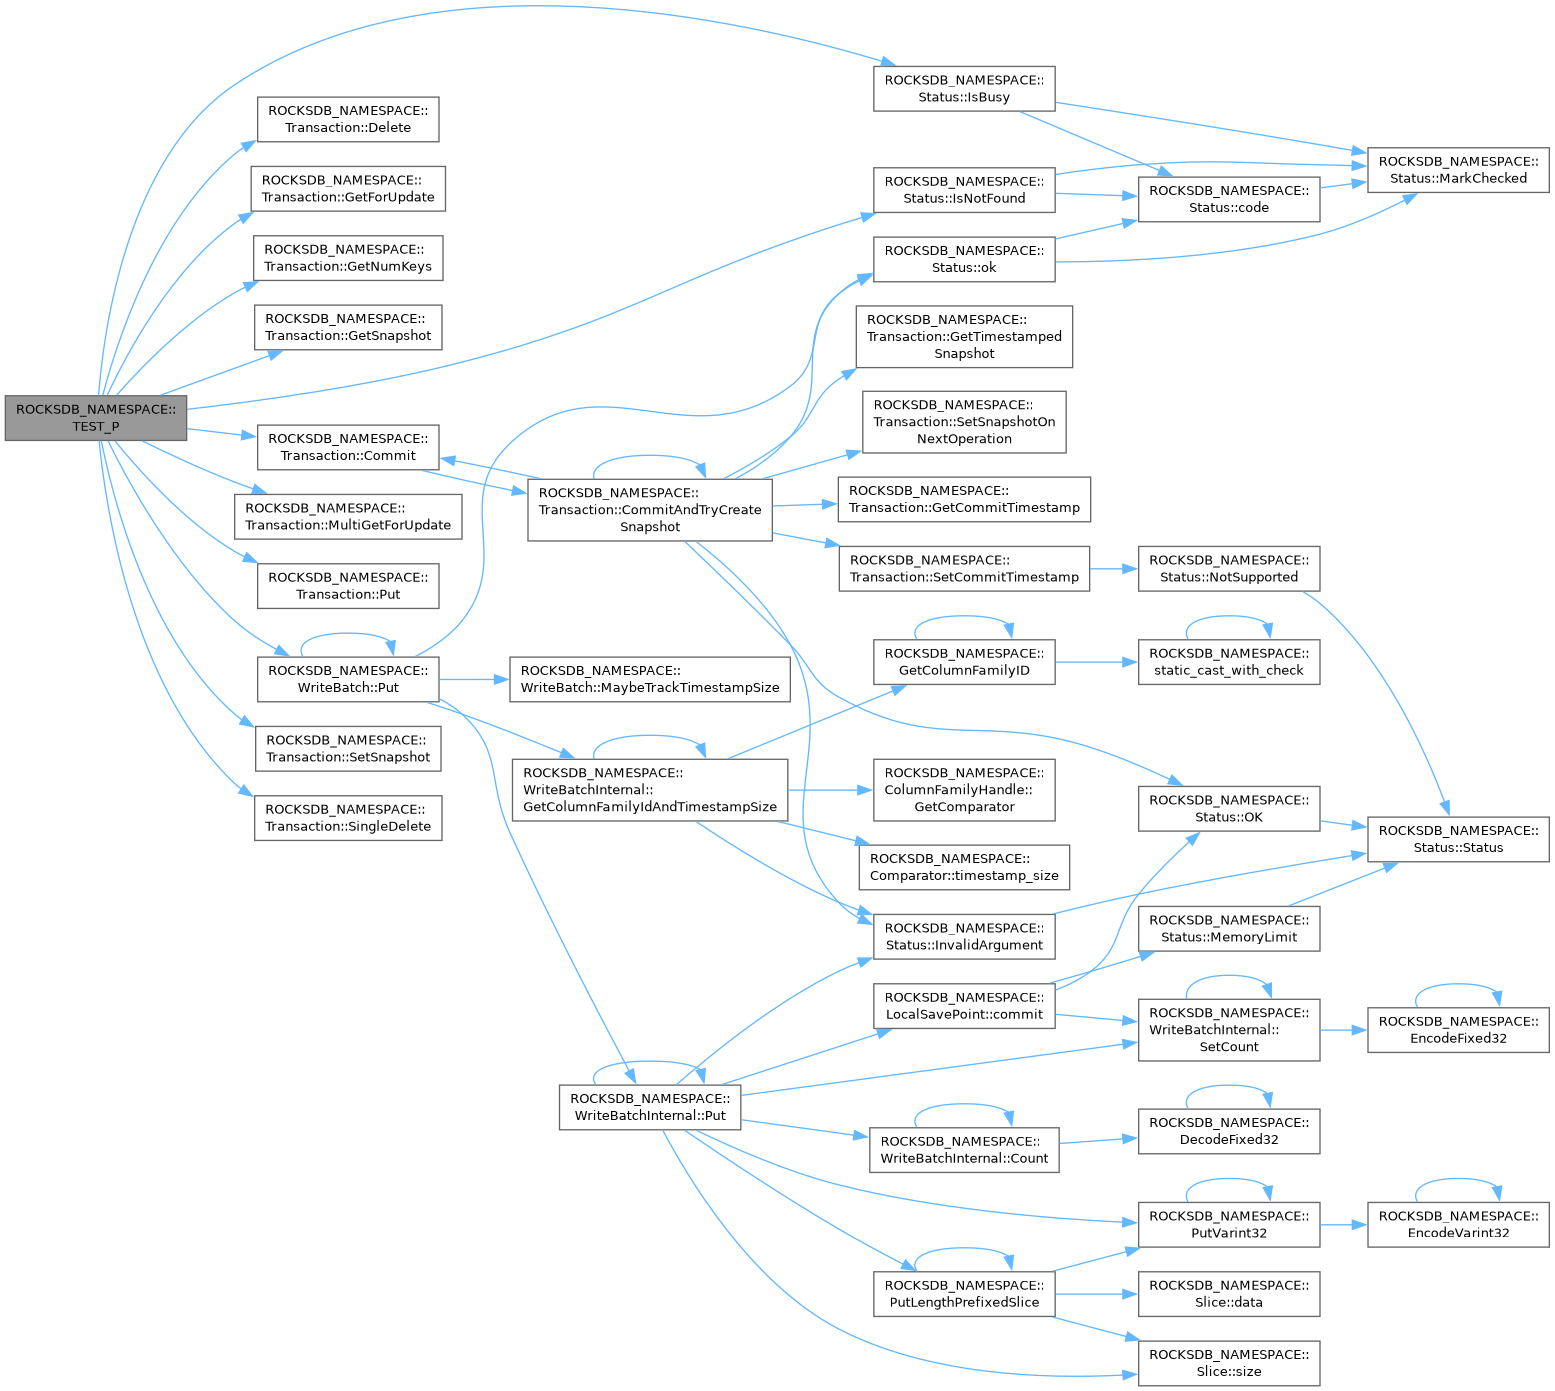 ROCKSDB_NAMESPACE::
TEST_P
ROCKSDB_NAMESPACE::
Transaction::Delete
ROCKSDB_NAMESPACE::
Transaction::GetForUpdate
ROCKSDB_NAMESPACE::
Transaction::GetNumKeys
ROCKSDB_NAMESPACE::
Transaction::GetSnapshot
ROCKSDB_NAMESPACE::
Transaction::Commit
ROCKSDB_NAMESPACE::
Transaction::MultiGetForUpdate
ROCKSDB_NAMESPACE::
Transaction::Put
ROCKSDB_NAMESPACE::
WriteBatch::Put
ROCKSDB_NAMESPACE::
Transaction::SetSnapshot
ROCKSDB_NAMESPACE::
Transaction::SingleDelete
ROCKSDB_NAMESPACE::
Transaction::CommitAndTryCreate
Snapshot
ROCKSDB_NAMESPACE::
WriteBatch::MaybeTrackTimestampSize
ROCKSDB_NAMESPACE::
WriteBatchInternal::
GetColumnFamilyIdAndTimestampSize
ROCKSDB_NAMESPACE::
WriteBatchInternal::Put
ROCKSDB_NAMESPACE::
Status::IsBusy
ROCKSDB_NAMESPACE::
Status::IsNotFound
ROCKSDB_NAMESPACE::
Status::ok
ROCKSDB_NAMESPACE::
Transaction::GetTimestamped
Snapshot
ROCKSDB_NAMESPACE::
Transaction::SetSnapshotOn
NextOperation
ROCKSDB_NAMESPACE::
Transaction::GetCommitTimestamp
ROCKSDB_NAMESPACE::
Transaction::SetCommitTimestamp
ROCKSDB_NAMESPACE::
GetColumnFamilyID
ROCKSDB_NAMESPACE::
ColumnFamilyHandle::
GetComparator
ROCKSDB_NAMESPACE::
Comparator::timestamp_size
ROCKSDB_NAMESPACE::
Status::InvalidArgument
ROCKSDB_NAMESPACE::
LocalSavePoint::commit
ROCKSDB_NAMESPACE::
WriteBatchInternal::Count
ROCKSDB_NAMESPACE::
PutLengthPrefixedSlice
ROCKSDB_NAMESPACE::
Status::code
ROCKSDB_NAMESPACE::
Status::NotSupported
ROCKSDB_NAMESPACE::
static_cast_with_check
ROCKSDB_NAMESPACE::
Status::OK
ROCKSDB_NAMESPACE::
Status::MemoryLimit
ROCKSDB_NAMESPACE::
WriteBatchInternal::
SetCount
ROCKSDB_NAMESPACE::
DecodeFixed32
ROCKSDB_NAMESPACE::
PutVarint32
ROCKSDB_NAMESPACE::
Slice::data
ROCKSDB_NAMESPACE::
Slice::size
ROCKSDB_NAMESPACE::
Status::MarkChecked
ROCKSDB_NAMESPACE::
Status::Status
ROCKSDB_NAMESPACE::
EncodeFixed32
ROCKSDB_NAMESPACE::
EncodeVarint32